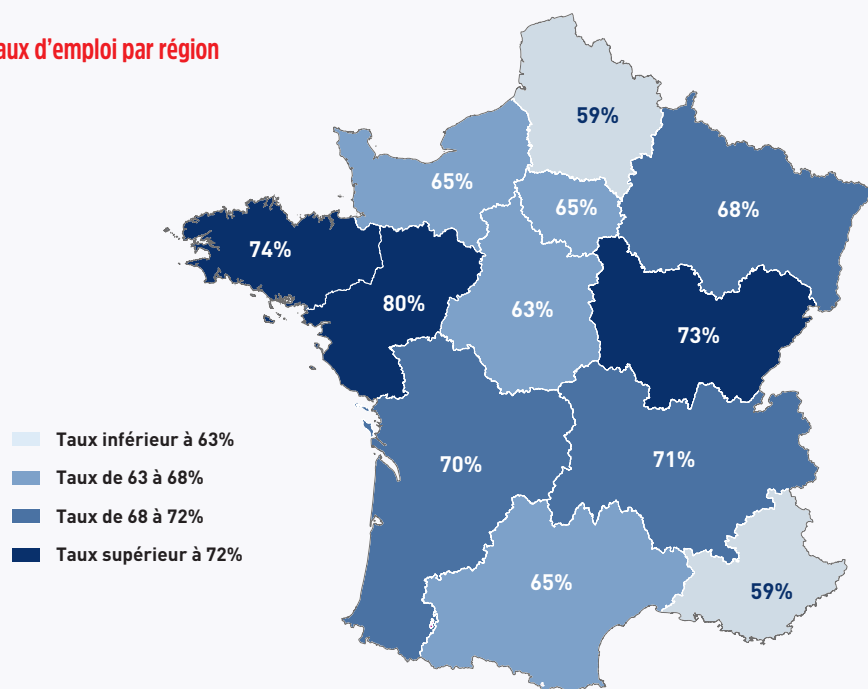 aux d'emploi par région
59%
65%
65%
68%
74%
80%
63%
73%
70%
71%
65%
59%
Taux inférieur à 63%
Taux de 63 à 68%
Taux de 68 à 72%
Taux supérieur à 72%